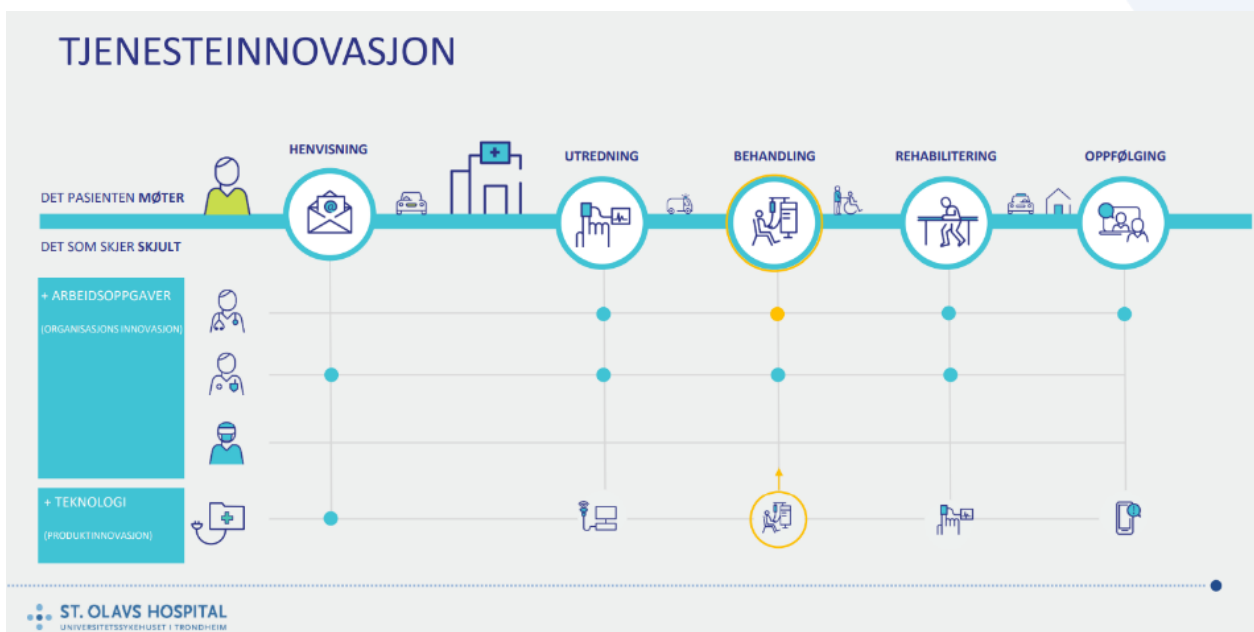 TJENESTEINNOVASJON
HENVISNING
UTREDNING
BEHANDLING
REHABILITERING
OPPFØLGING
DET PASIENTEN MØTER
DET SOM SKJER SKJULT
+ ARBEIDSOPPGAVER
(ORGANISASJONS INNOVASJON)
+ TEKNOLOGI
(PRODUKTINNOVASJON)
ST. OLAVS HOSPITAL
UNIVERSITETSSYKEHUSET I TRONDHEIM